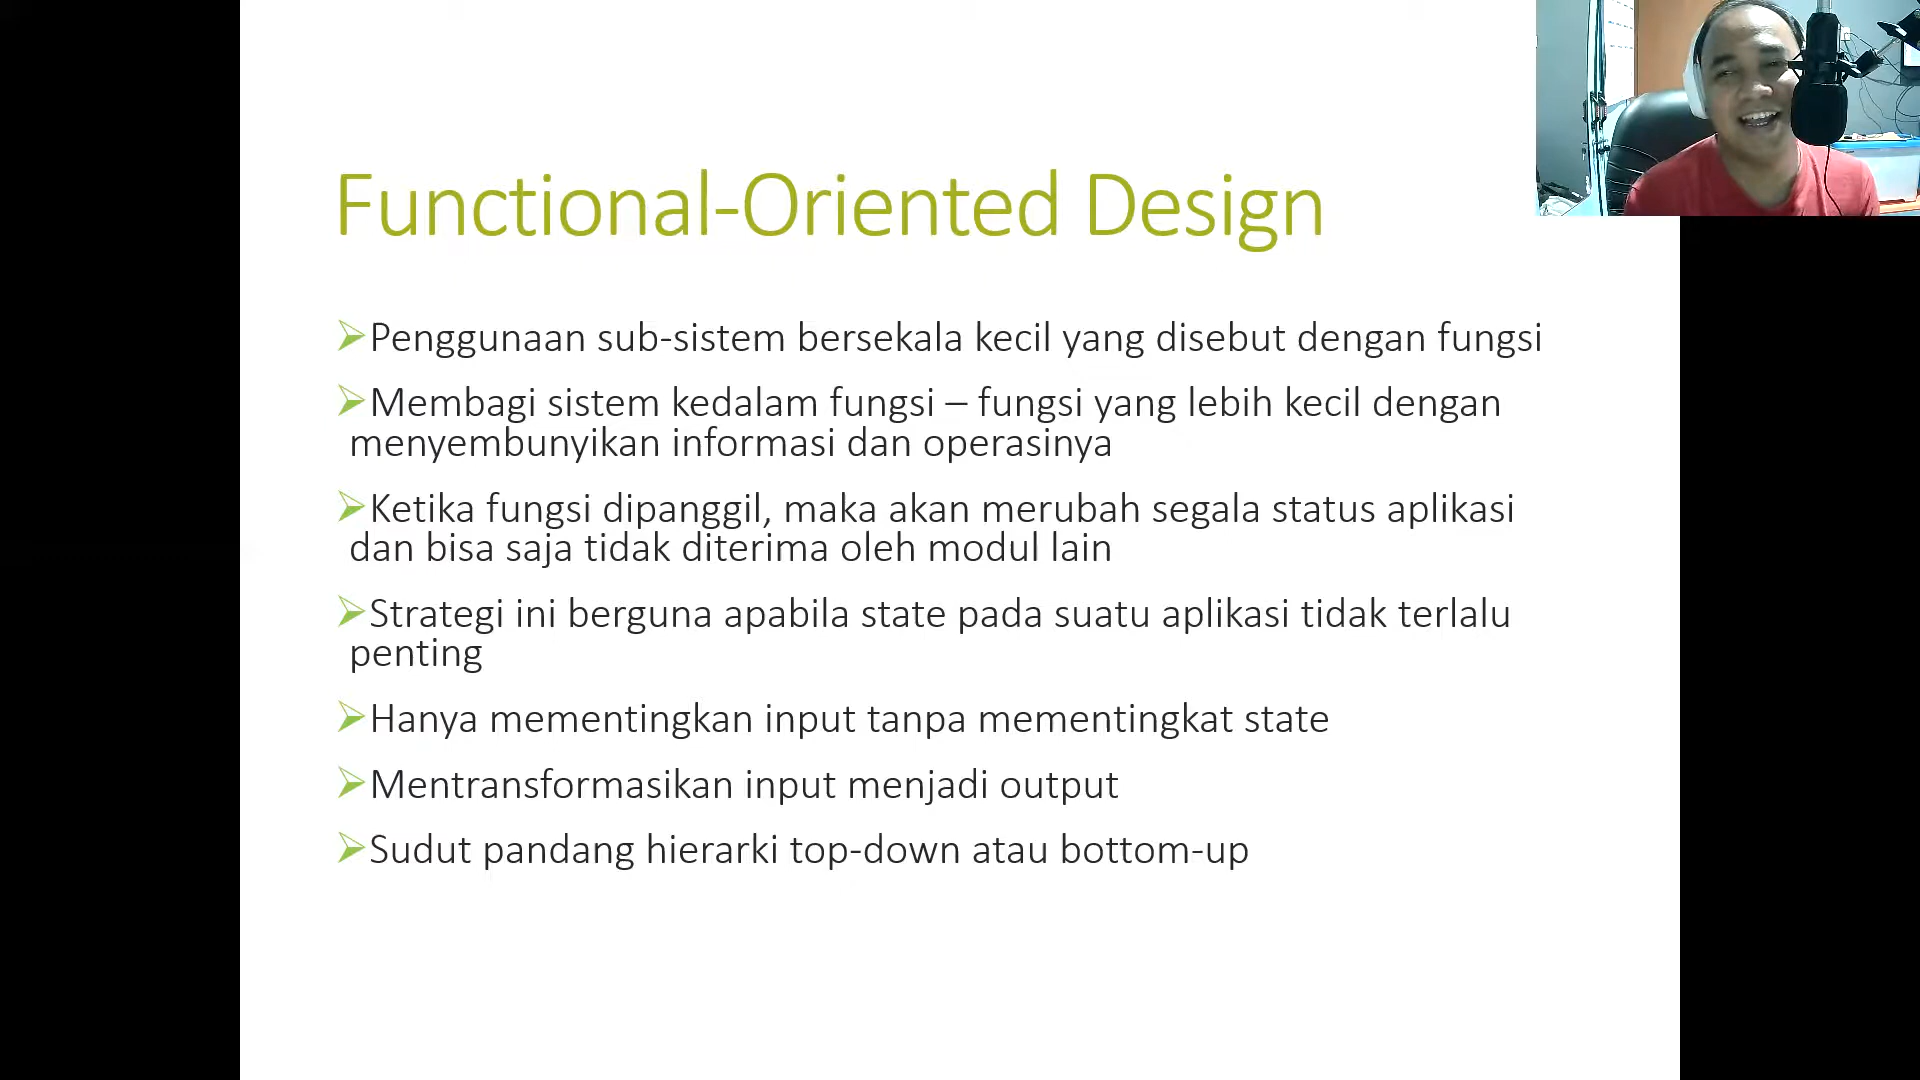 Functional-Oriented Design
Penggunaan sub-sistem bersekala kecil yang disebut dengan fungsi
Membagi sistem kedalam fungsi – fungsi yang lebih kecil dengan
menyembunyikan informasi dan operasinya
Ketika fungsi dipanggil, maka akan merubah segala status aplikasi
dan bisa saja tidak diterima oleh modul lain
Strategi ini berguna apabila state pada suatu aplikasi tidak terlalu
penting
Hanya mementingkan input tanpa mementingkat state
Mentransformasikan input menjadi output
Sudut pandang hierarki top-down atau bottom-up